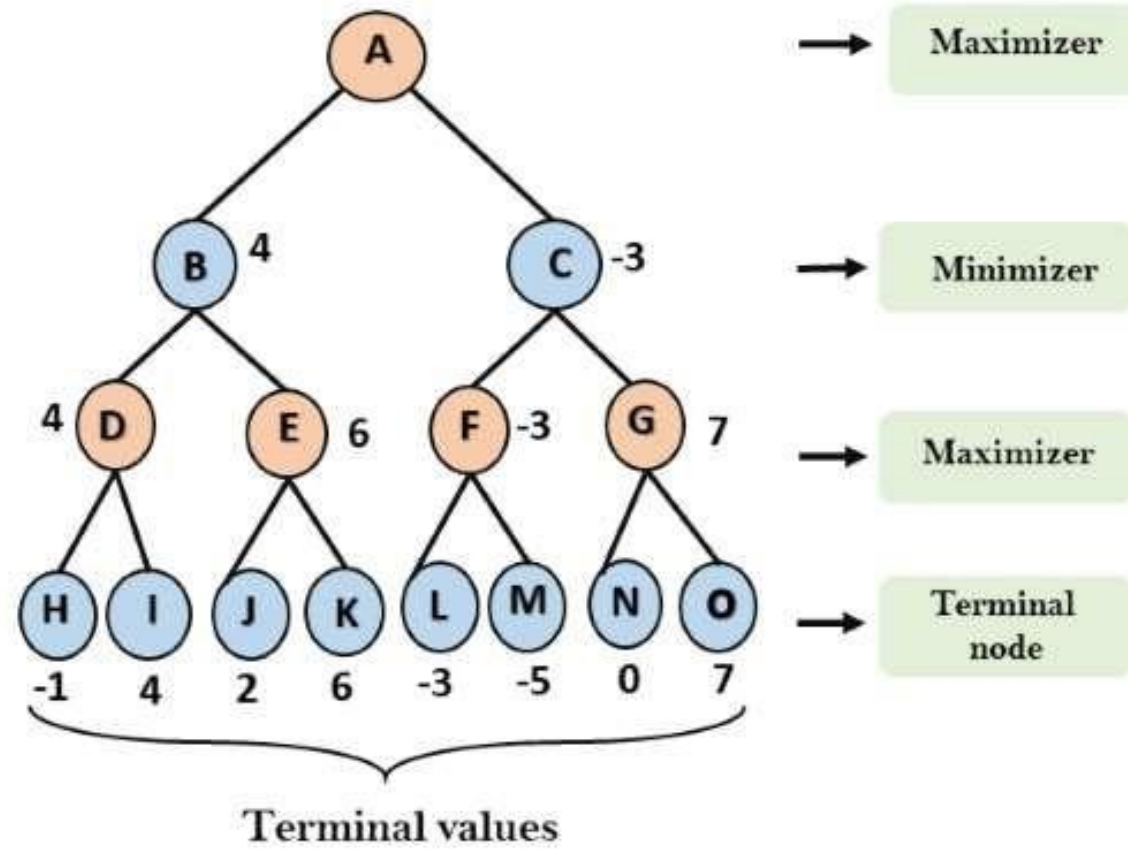 A
Maximizer
B
4
C
-3
Minimizer
4
D
E
6
F
-3
G
7
Maximizer
H
I
J
K
L
M
N
O
Terminal
node
-1
4
2
6
-3
-5
0
7
Terminal values